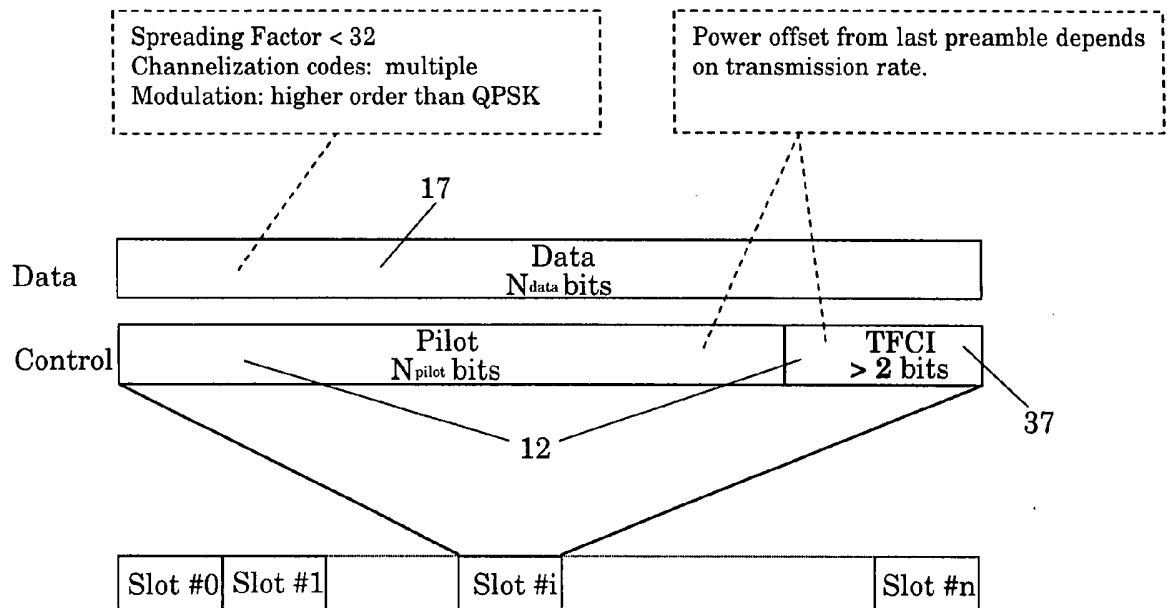 Spreading Factor < 32
Channelization codes: multiple
Modulation: higher order than QPSK
Power offset from last preamble depends
on transmission rate.
17
Data
Data
Ndata bits
Control
Pilot
Npilot bits
TFCI
> 2 bits
12
37
Slot #0
Slot #1
Slot #i
Slot #n